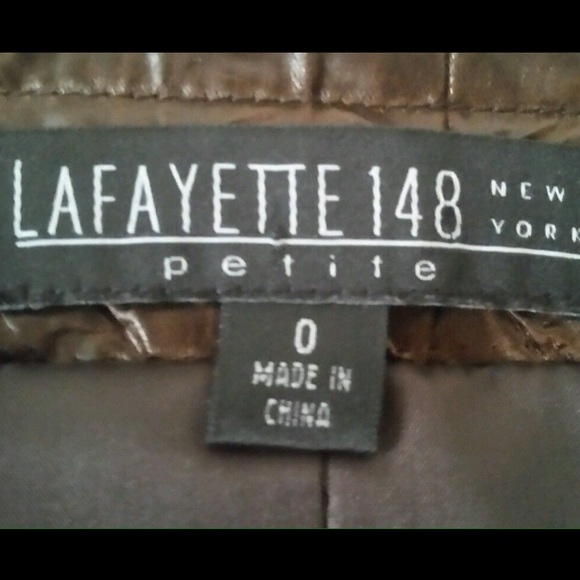 LAFAYETTE 148 NEW YORK
petite
0
MADE IN
CHINA